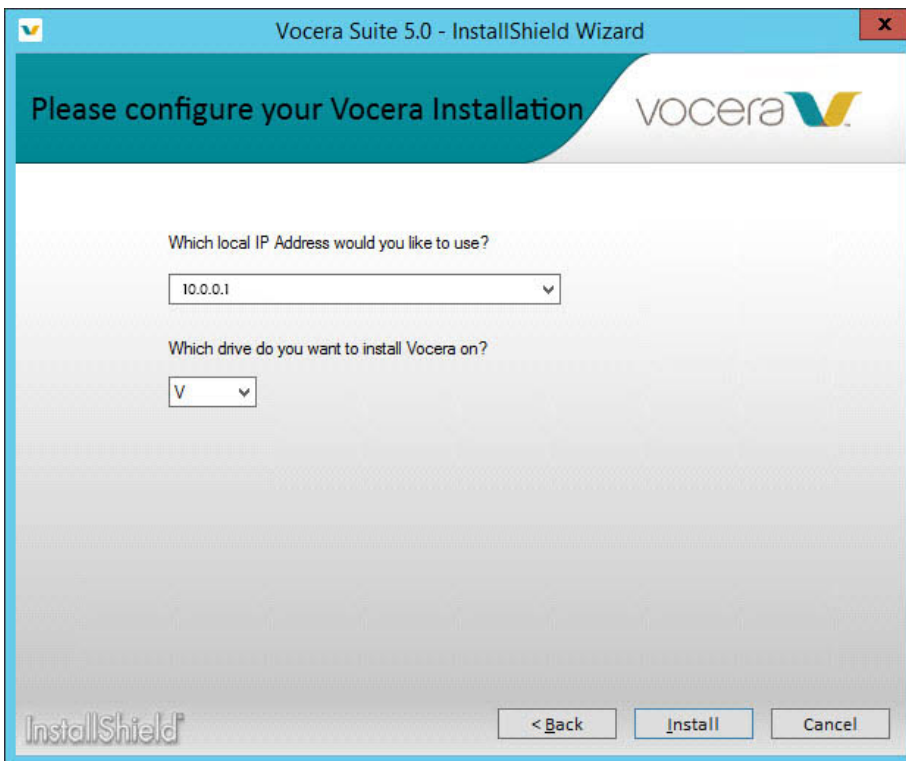 Vocera Suite 5.0 - InstallShield Wizard
x
Please configure your Vocera Installation
vocera
Which local IP Address would you like to use?
10.0.0.1
Which drive do you want to install Vocera on?
V
InstallShield
< Back
Install
Cancel